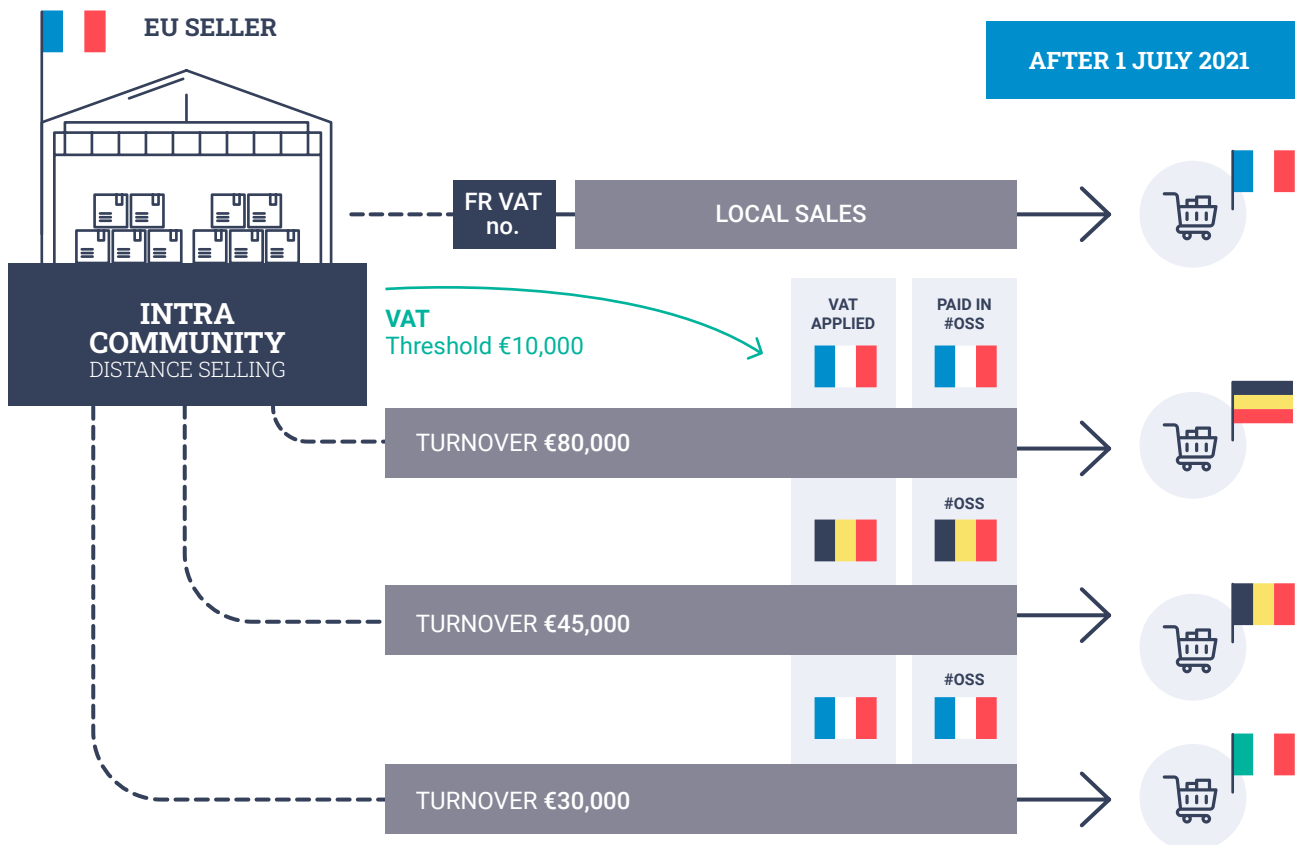 EU SELLER
AFTER 1 JULY 2021
FR VAT
no.
LOCAL SALES
INTRA
COMMUNITY
DISTANCE SELLING
VAT
Threshold €10,000
VAT
APPLIED
PAID IN
#OSS
TURNOVER €80,000
#OSS
TURNOVER €45,000
#OSS
TURNOVER €30,000